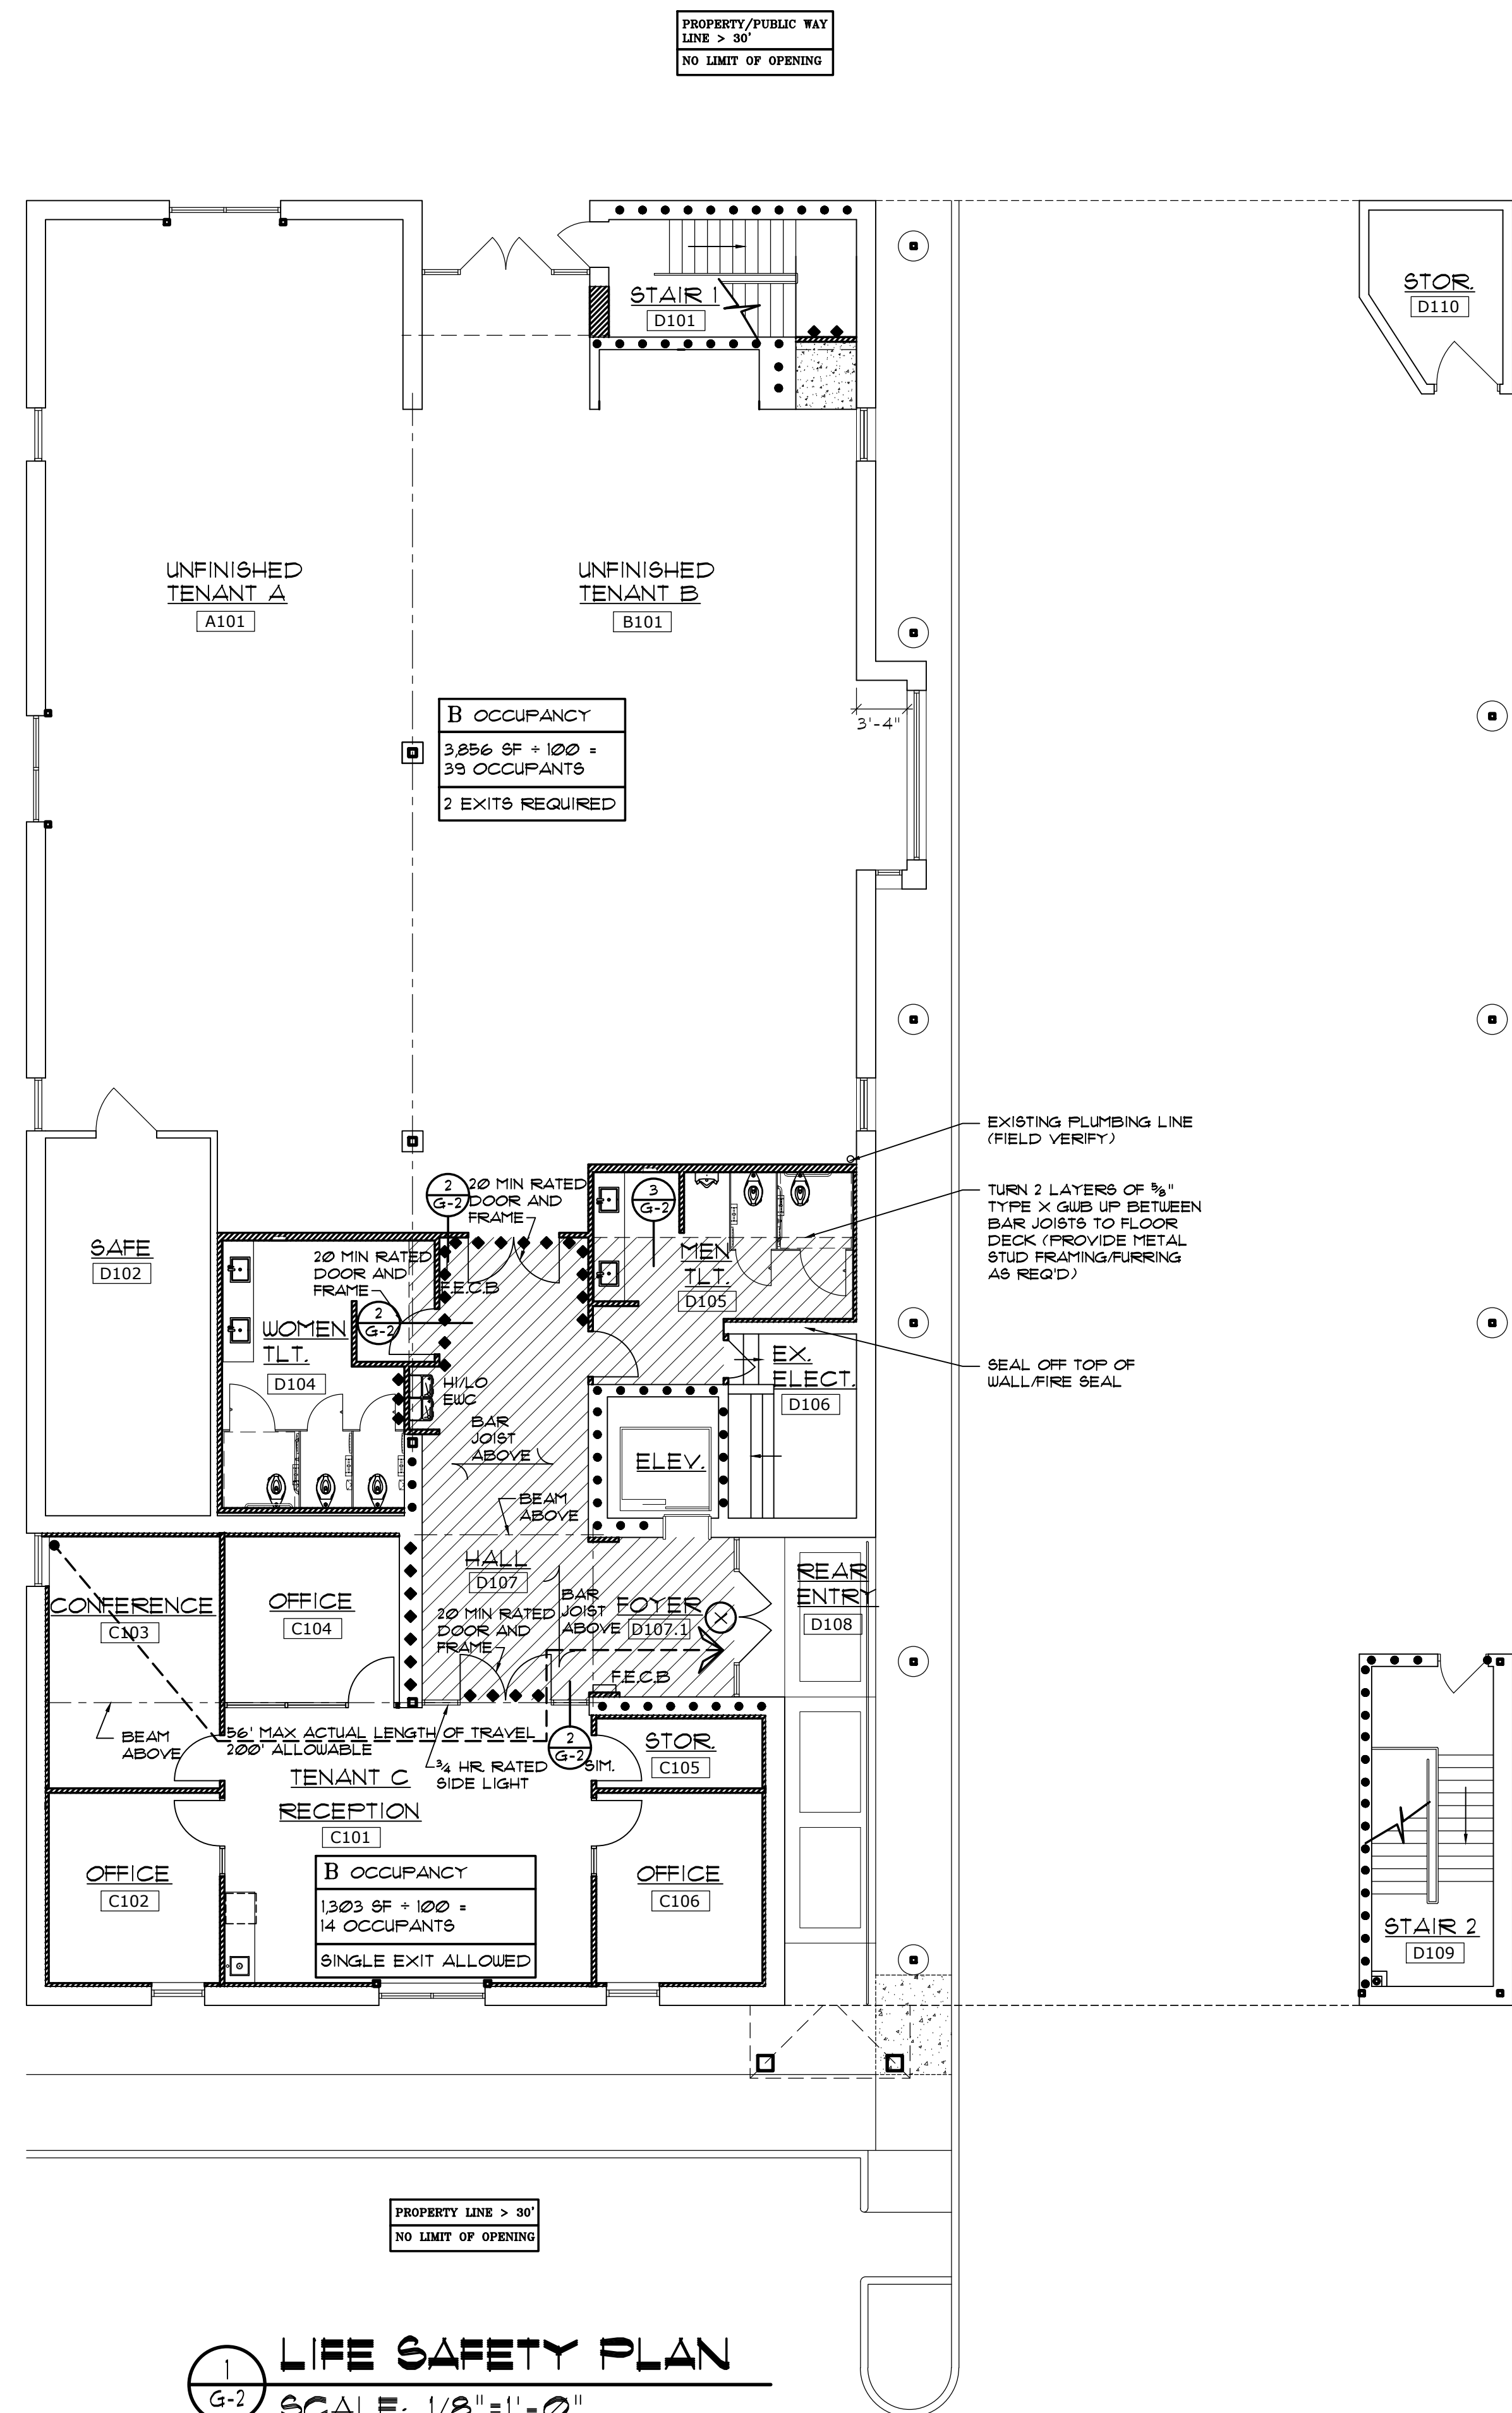 PROPERTY/PUBLIC WAY
LINE > 30'
NO LIMIT OF OPENING
STAIR 1
D101
STOR.
D110
UNFINISHED
TENANT A
A101
UNFINISHED
TENANT B
B101
B OCCUPANCY
3,856 SF ÷ 100 =
39 OCCUPANTS
2 EXITS REQUIRED
3'-4"
EXISTING PLUMBING LINE
(FIELD VERIFY)
TURN 2 LAYERS OF 5/8"
TYPE X GWB UP BETWEEN
BAR JOISTS TO FLOOR
DECK (PROVIDE METAL
STUD FRAMING/FURRING
AS REQ'D)
SEAL OFF TOP OF
WALL/FIRE SEAL
2
G-2
20 MIN RATED
DOOR AND
FRAME
3
G-2
SAFE
D102
20 MIN RATED
DOOR AND
FRAME
F.E.C.B
2
G-2
MEN
TLT.
D105
WOMEN
TLT.
D104
HI/LO
EWC
EX.
ELECT.
D106
BAR
JOIST
ABOVE
ELEV.
BEAM
ABOVE
HALL
D107
CONFERENCE
C103
OFFICE
C104
20 MIN RATED
DOOR AND
FRAME
BAR
JOIST
ABOVE
FOYER
D107.1
X
REAR
ENTRY
D108
F.E.C.B
BEAM
ABOVE
56' MAX ACTUAL LENGTH OF TRAVEL
200' ALLOWABLE
3/4 HR. RATED
SIDE LIGHT
2
G-2
SIM.
STOR.
C105
TENANT C
RECEPTION
C101
OFFICE
C102
B OCCUPANCY
1,303 SF ÷ 100 =
14 OCCUPANTS
SINGLE EXIT ALLOWED
OFFICE
C106
STAIR 2
D109
PROPERTY LINE > 30'
NO LIMIT OF OPENING
1
G-2
LIFE SAFETY PLAN
SCALE: 1/8"=1'-0"